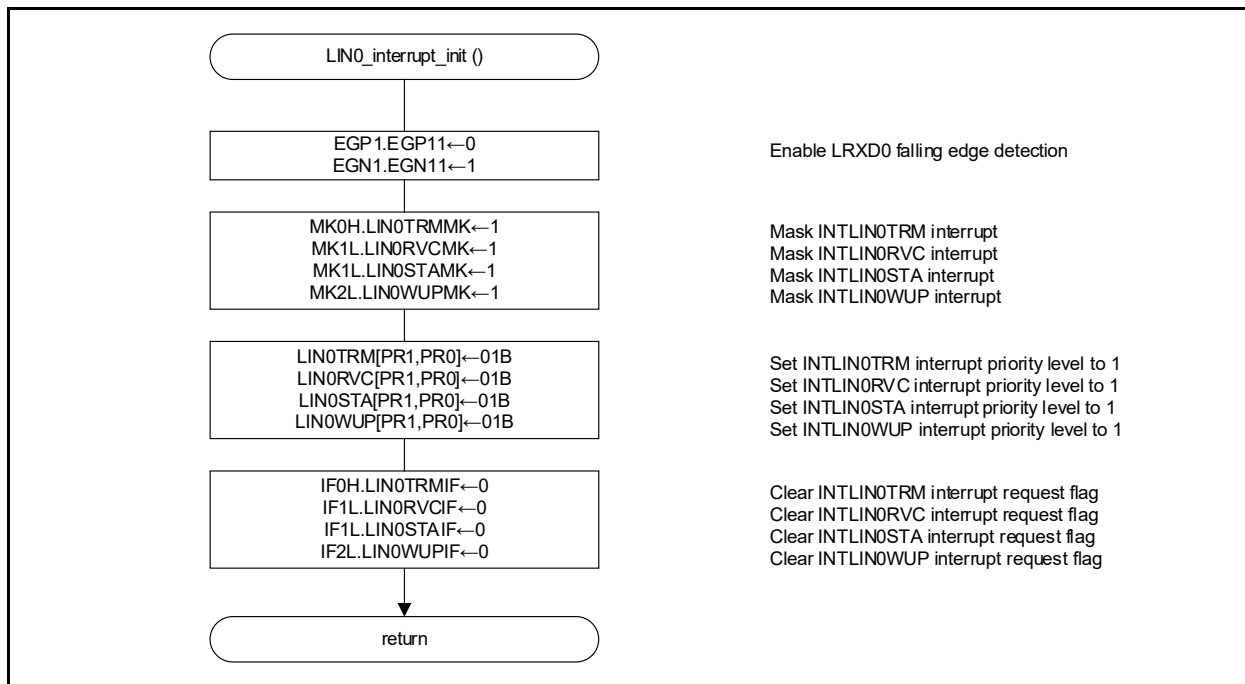 LIN0_interrupt_init ()
EGP1.EGP11←0
EGN1.EGN11←1
Enable LRXD0 falling edge detection
MK0H.LIN0TRMMK←1
MK1L.LIN0RVCMK←1
MK1L.LIN0STAMK←1
MK2L.LIN0WUPMK←1
Mask INTLIN0TRM interrupt
Mask INTLIN0RVC interrupt
Mask INTLIN0STA interrupt
Mask INTLIN0WUP interrupt
LIN0TRM[PR1,PR0]←01B
LIN0RVC[PR1,PR0]←01B
LIN0STA[PR1,PR0]←01B
LIN0WUP[PR1,PR0]←01B
Set INTLIN0TRM interrupt priority level to 1
Set INTLIN0RVC interrupt priority level to 1
Set INTLIN0STA interrupt priority level to 1
Set INTLIN0WUP interrupt priority level to 1
IF0H.LIN0TRMIF←0
IF1L.LIN0RVCIF←0
IF1L.LIN0STAIF←0
IF2L.LIN0WUPIF←0
Clear INTLIN0TRM interrupt request flag
Clear INTLIN0RVC interrupt request flag
Clear INTLIN0STA interrupt request flag
Clear INTLIN0WUP interrupt request flag
return